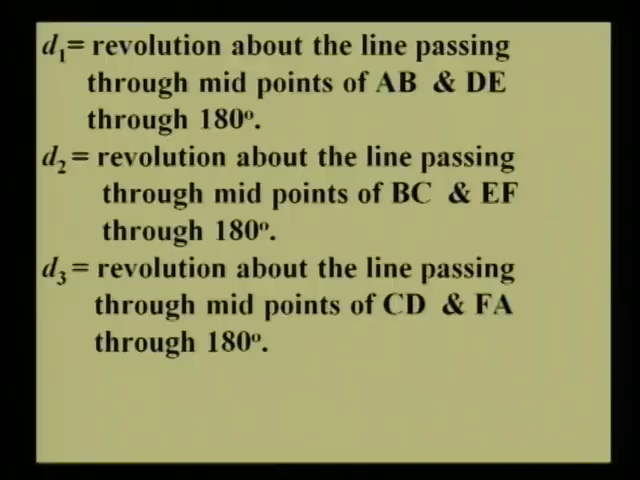 d₁= revolution about the line passing
through mid points of AB & DE
through 180º.
d₂ = revolution about the line passing
through mid points of BC & EF
through 180º.
d₃ = revolution about the line passing
through mid points of CD & FA
through 180º.